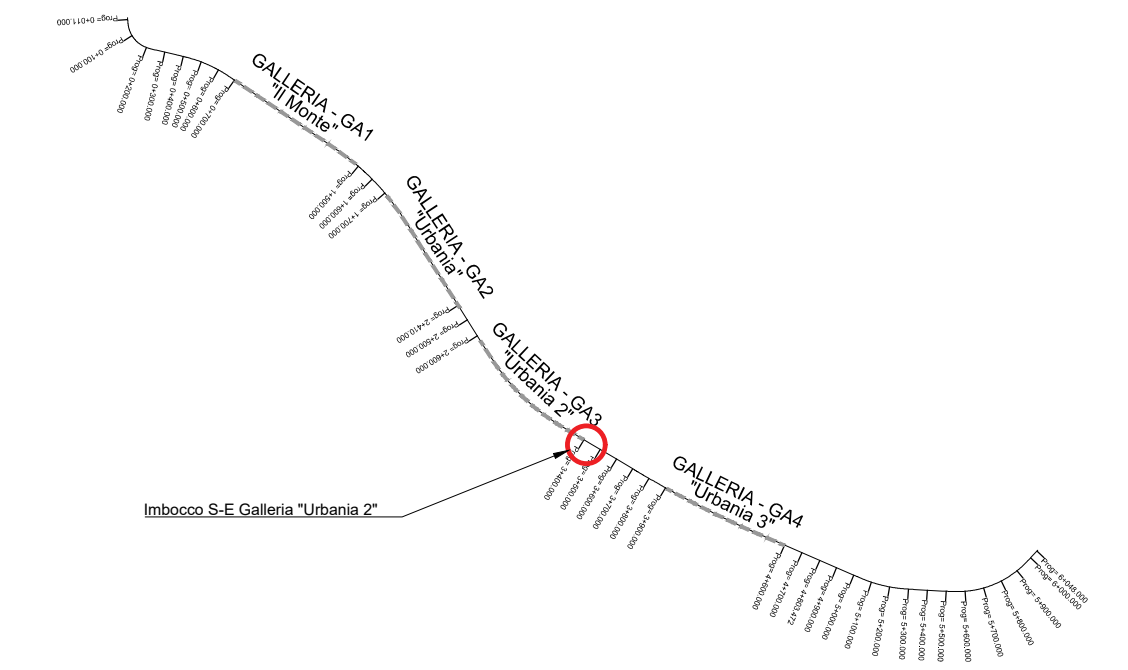 Prog= 0+011.000
Prog= 0+100.000
Prog= 0+200.000
Prog= 0+300.000
Prog= 0+400.000
Prog= 0+500.000
Prog= 0+600.000
Prog= 0+700.000
GALLERIA - GA1
"Il Monte"
Prog= 1+500.000
Prog= 1+600.000
Prog= 1+700.000
GALLERIA - GA2
"Urbania"
Prog= 2+410.000
Prog= 2+500.000
Prog= 2+600.000
GALLERIA - GA3
"Urbania 2"
Prog= 3+400.000
Prog= 3+500.000
Prog= 3+600.000
Prog= 3+700.000
Prog= 3+800.000
Prog= 3+900.000
Imbocco S-E Galleria "Urbania 2"
GALLERIA - GA4
"Urbania 3"
Prog= 4+600.000
Prog= 4+700.000
Prog= 4+803.472
Prog= 4+900.000
Prog= 5+000.000
Prog= 5+100.000
Prog= 5+200.000
Prog= 5+300.000
Prog= 5+400.000
Prog= 5+500.000
Prog= 5+600.000
Prog= 5+700.000
Prog= 5+800.000
Prog= 5+900.000
Prog= 6+000.000
Prog= 6+048.000